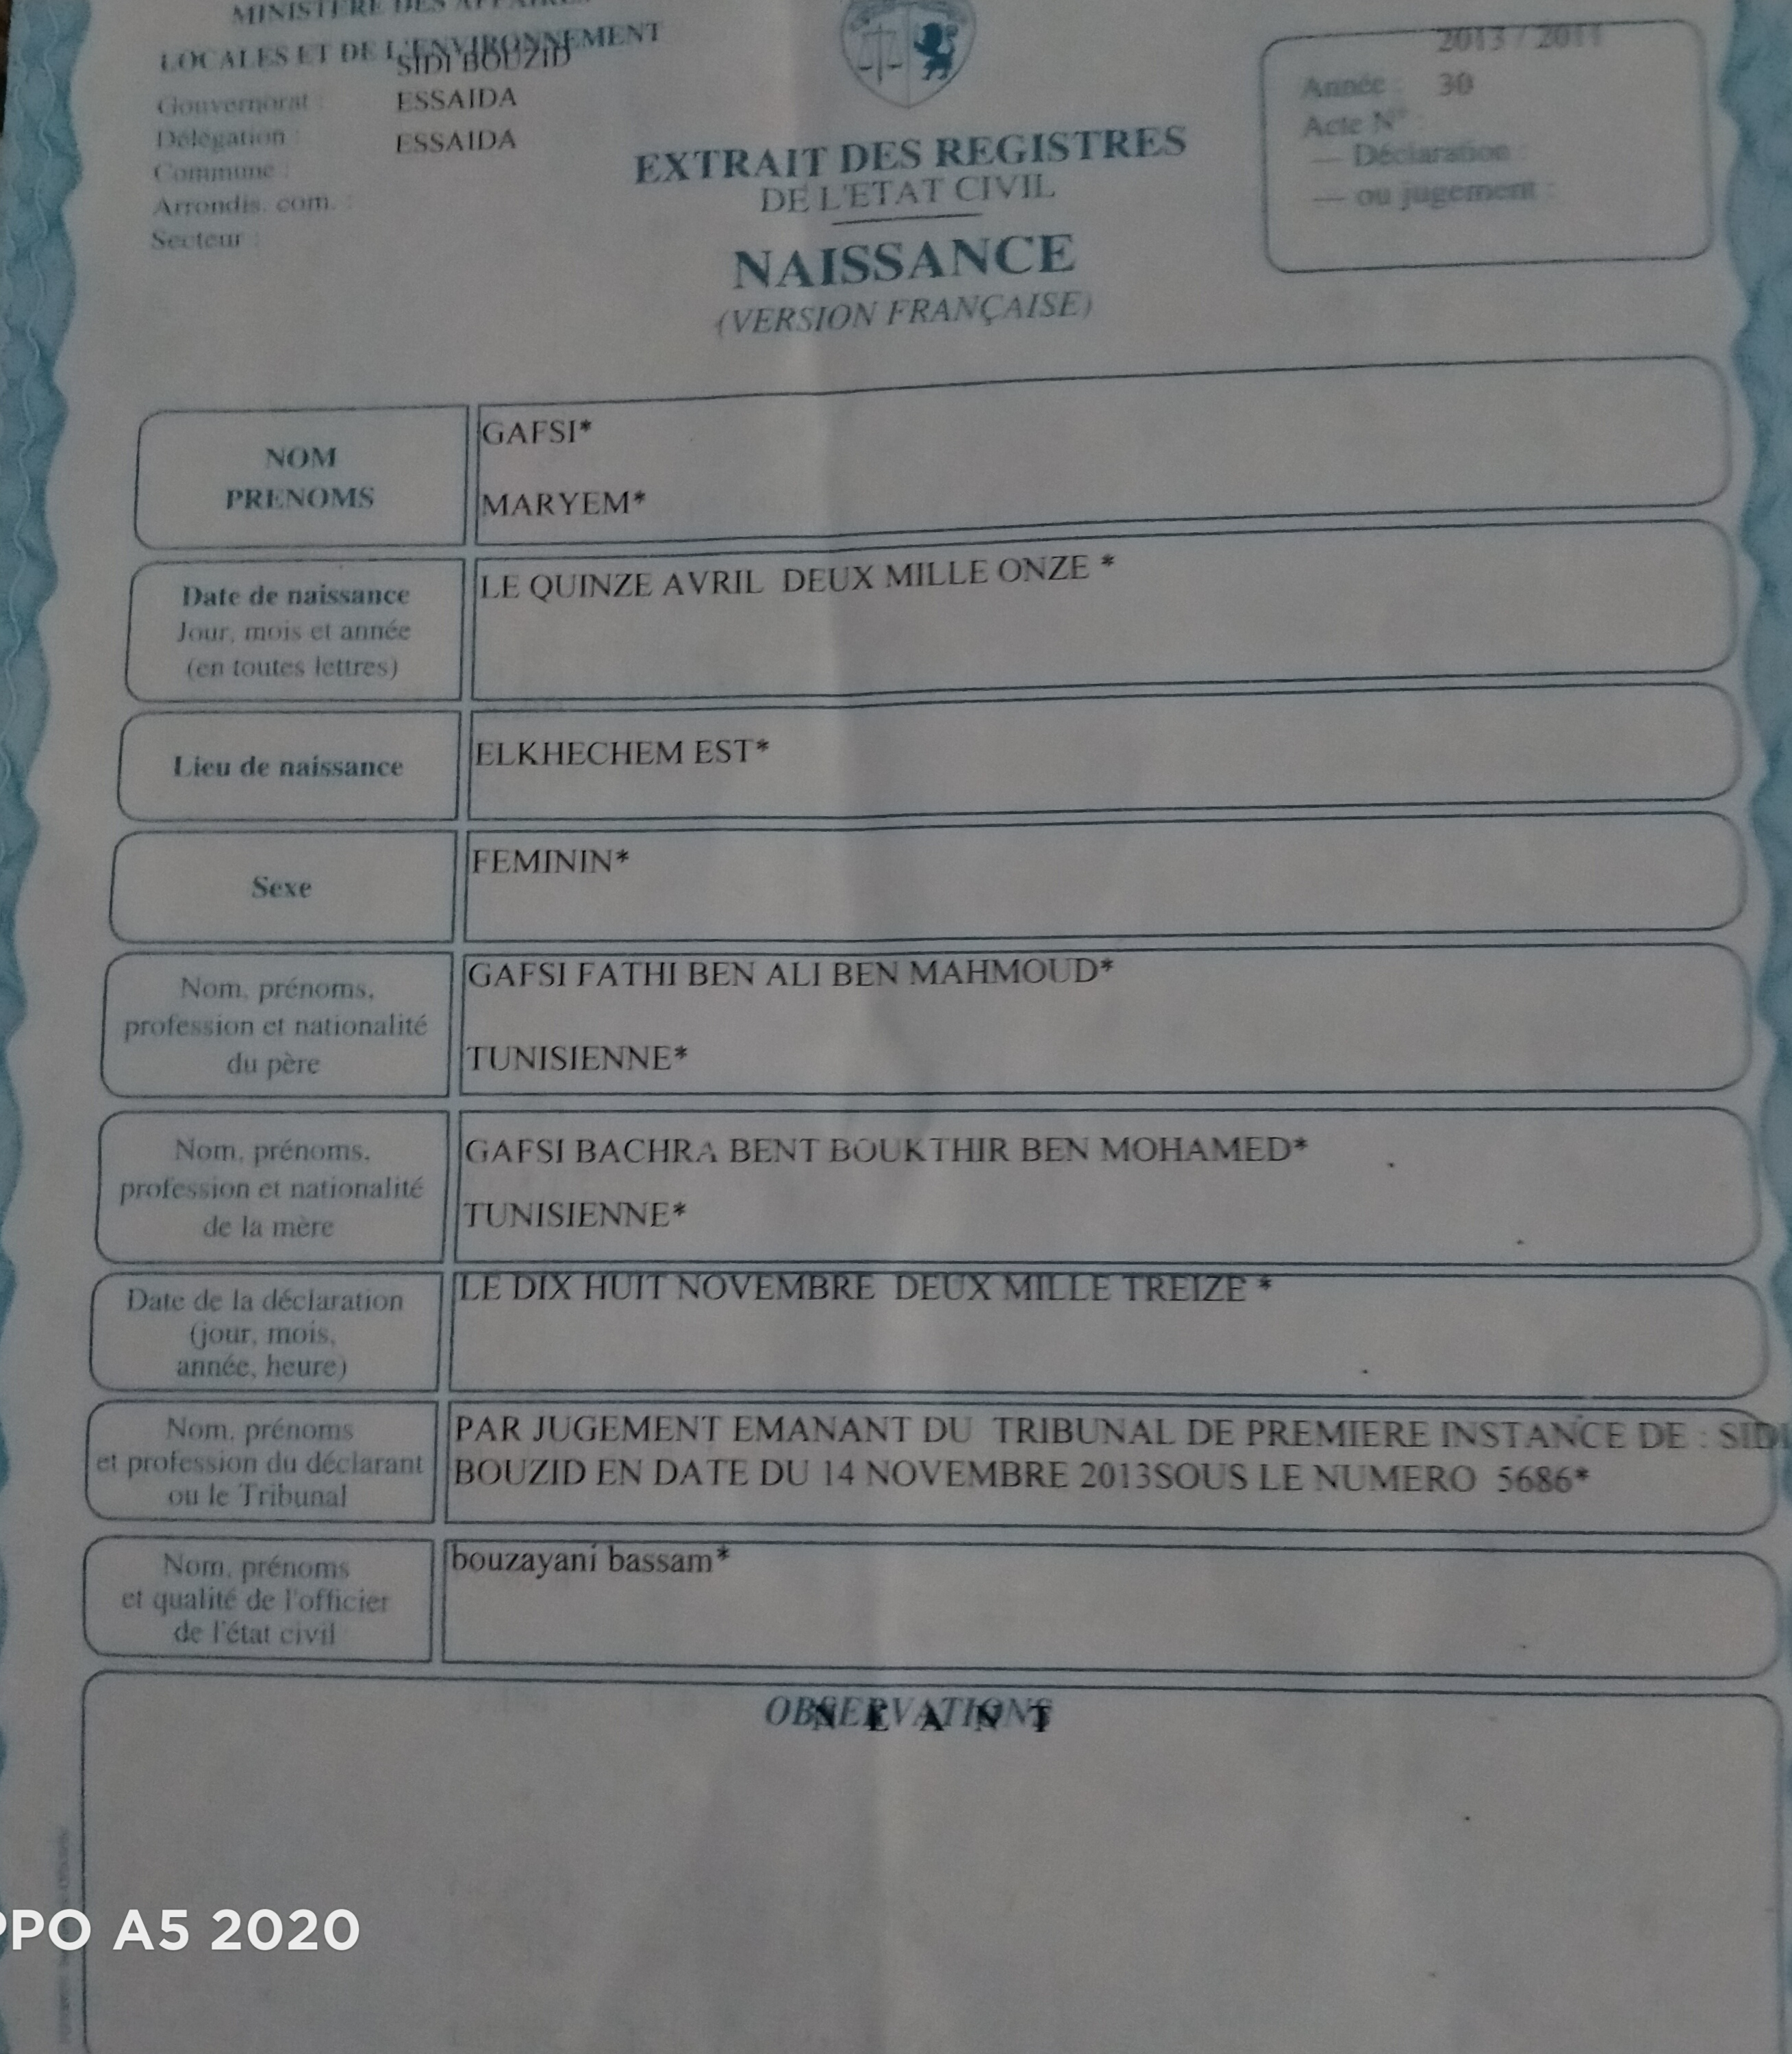 MINISTERE DES AFFAIRES
LOCALES ET DE L'ENVIRONNEMENT
SIDI BOUZID
Gouvernorat : ESSAIDA
Délégation : ESSAIDA
Commune :
Arrondis. com. :
Secteur :
EXTRAIT DES REGISTRES
DE L'ETAT CIVIL
NAISSANCE
(VERSION FRANÇAISE)
2013 / 2011
Année : 30
Acte N° :
— Déclaration :
— ou jugement :
NOM
PRENOMS
GAFSI*
MARYEM*
Date de naissance
Jour, mois et année
(en toutes lettres)
LE QUINZE AVRIL DEUX MILLE ONZE *
Lieu de naissance
ELKHECHEM EST*
Sexe
FEMININ*
Nom, prénoms,
profession et nationalité
du père
GAFSI FATHI BEN ALI BEN MAHMOUD*
TUNISIENNE*
Nom, prénoms,
profession et nationalité
de la mère
GAFSI BACHRA BENT BOUKTHIR BEN MOHAMED*
TUNISIENNE*
Date de la déclaration
(jour, mois,
année, heure)
LE DIX HUIT NOVEMBRE DEUX MILLE TREIZE *
Nom, prénoms
et profession du déclarant
ou le Tribunal
PAR JUGEMENT EMANANT DU TRIBUNAL DE PREMIERE INSTANCE DE : SIDI
BOUZID EN DATE DU 14 NOVEMBRE 2013SOUS LE NUMERO 5686*
Nom, prénoms
et qualité de l'officier
de l'état civil
bouzayani bassam*
OBSERVATIONS
N E A N T
PPO A5 2020